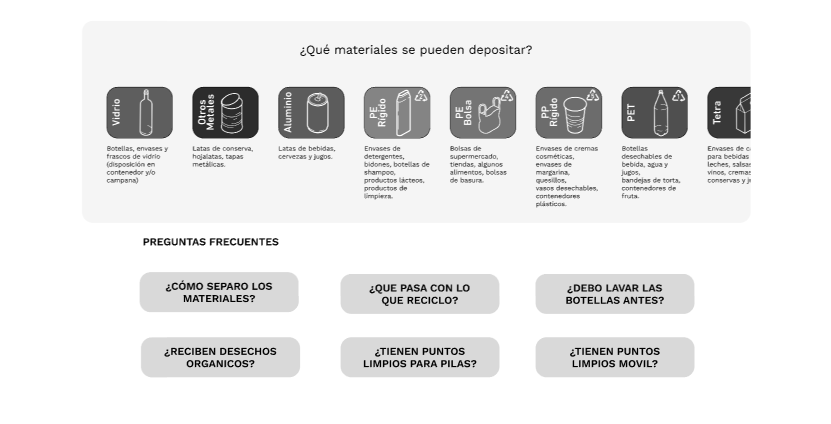 ¿Qué materiales se pueden depositar?
Vidrio
Botellas, envases y
frascos de vidrio
(disposición en
contenedor y/o
campana)
Otros
Metales
Latas de conserva,
hojalatas, tapas
metálicas.
Aluminio
Latas de bebidas,
cervezas y jugos.
PE
Rígido
Envases de
detergentes,
bidones, botellas de
shampoo,
productos lácteos,
productos de
limpieza.
PE
Bolsa
Bolsas de
supermercado,
tiendas, algunos
alimentos, bolsas
de basura.
PP
Rígido
Envases de cremas
cosméticas,
envases de
margarina,
quesillos,
vasos desechables,
contenedores
plásticos.
PET
Botellas
desechables de
bebida, agua y
jugos,
bandejas de torta,
contenedores de
fruta.
Tetra
Envases de
para bebidas
leches, salsas
vinos, cremas
conservas y
PREGUNTAS FRECUENTES
¿CÓMO SEPARO LOS
MATERIALES?
¿QUE PASA CON LO
QUE RECICLO?
¿DEBO LAVAR LAS
BOTELLAS ANTES?
¿RECIBEN DESECHOS
ORGANICOS?
¿TIENEN PUNTOS
LIMPIOS PARA PILAS?
¿TIENEN PUNTOS
LIMPIOS MOVIL?